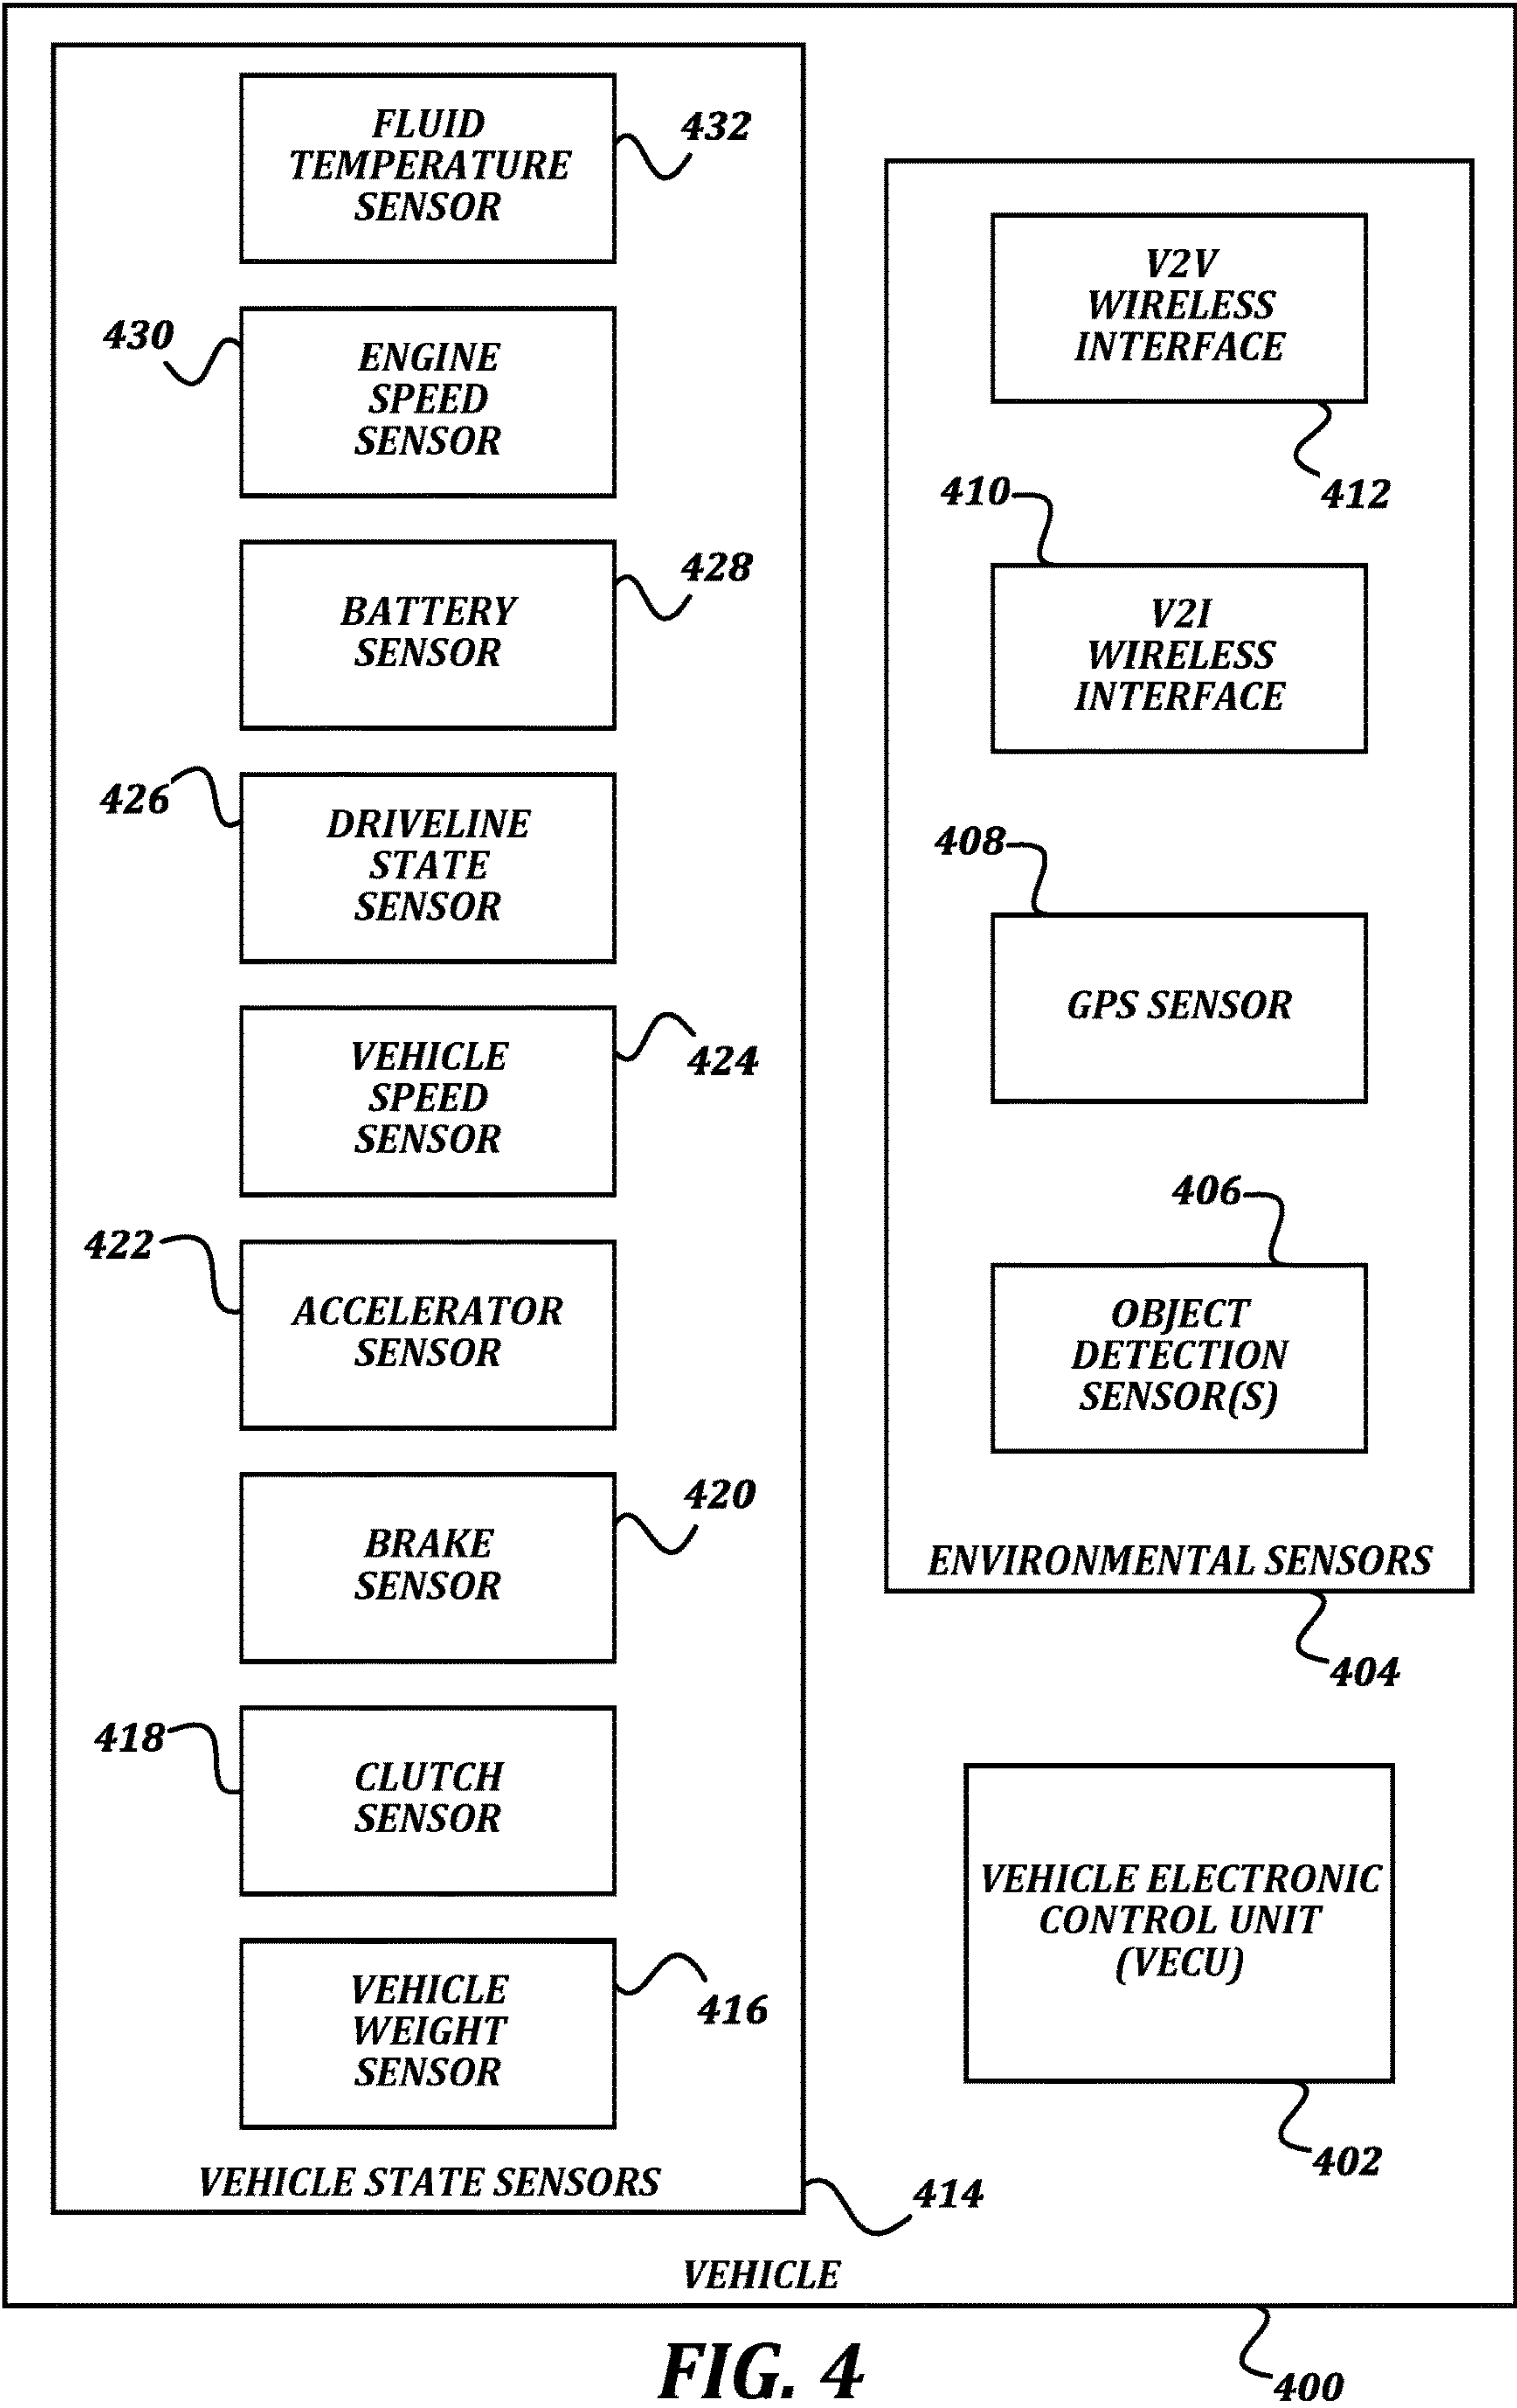 FLUID
TEMPERATURE
SENSOR
432
430
ENGINE
SPEED
SENSOR
BATTERY
SENSOR
428
426
DRIVELINE
STATE
SENSOR
VEHICLE
SPEED
SENSOR
424
422
ACCELERATOR
SENSOR
BRAKE
SENSOR
420
418
CLUTCH
SENSOR
VEHICLE
WEIGHT
SENSOR
416
VEHICLE STATE SENSORS
414
V2V
WIRELESS
INTERFACE
412
410
V2I
WIRELESS
INTERFACE
408
GPS SENSOR
406
OBJECT
DETECTION
SENSOR(S)
ENVIRONMENTAL SENSORS
404
VEHICLE ELECTRONIC
CONTROL UNIT
(VECU)
402
VEHICLE
400
FIG. 4